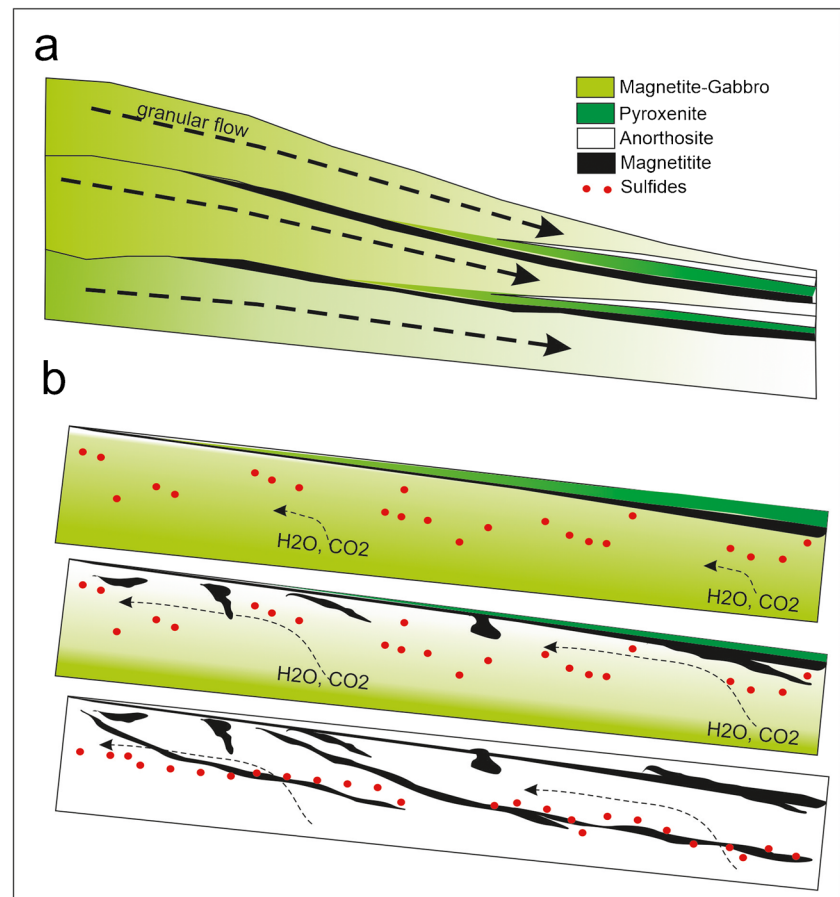 a
granular flow
Magnetite-Gabbro
Pyroxenite
Anorthosite
Magnetitite
Sulfides
b
H2O, CO2
H2O, CO2
H2O, CO2
H2O, CO2